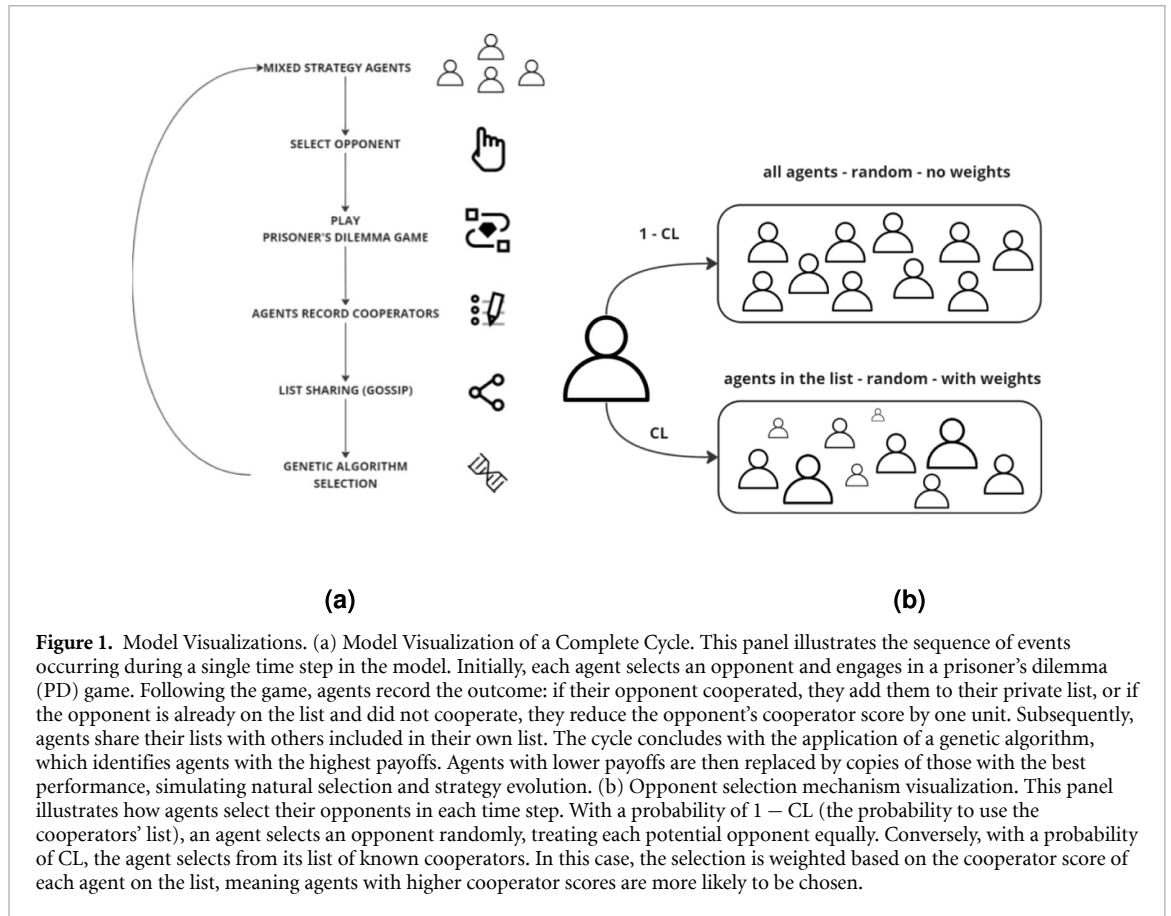 MIXED STRATEGY AGENTS
SELECT OPPONENT
PLAY
PRISONER'S DILEMMA GAME
AGENTS RECORD COOPERATORS
LIST SHARING (GOSSIP)
GENETIC ALGORITHM
SELECTION
all agents - random - no weights
1 - CL
agents in the list - random - with weights
CL
(a)
(b)
Figure 1. Model Visualizations. (a) Model Visualization of a Complete Cycle. This panel illustrates the sequence of events
occurring during a single time step in the model. Initially, each agent selects an opponent and engages in a prisoner's dilemma
(PD) game. Following the game, agents record the outcome: if their opponent cooperated, they add them to their private list, or if
the opponent is already on the list and did not cooperate, they reduce the opponent's cooperator score by one unit. Subsequently,
agents share their lists with others included in their own list. The cycle concludes with the application of a genetic algorithm,
which identifies agents with the highest payoffs. Agents with lower payoffs are then replaced by copies of those with the best
performance, simulating natural selection and strategy evolution. (b) Opponent selection mechanism visualization. This panel
illustrates how agents select their opponents in each time step. With a probability of 1 − CL (the probability to use the
cooperators' list), an agent selects an opponent randomly, treating each potential opponent equally. Conversely, with a probability
of CL, the agent selects from its list of known cooperators. In this case, the selection is weighted based on the cooperator score of
each agent on the list, meaning agents with higher cooperator scores are more likely to be chosen.